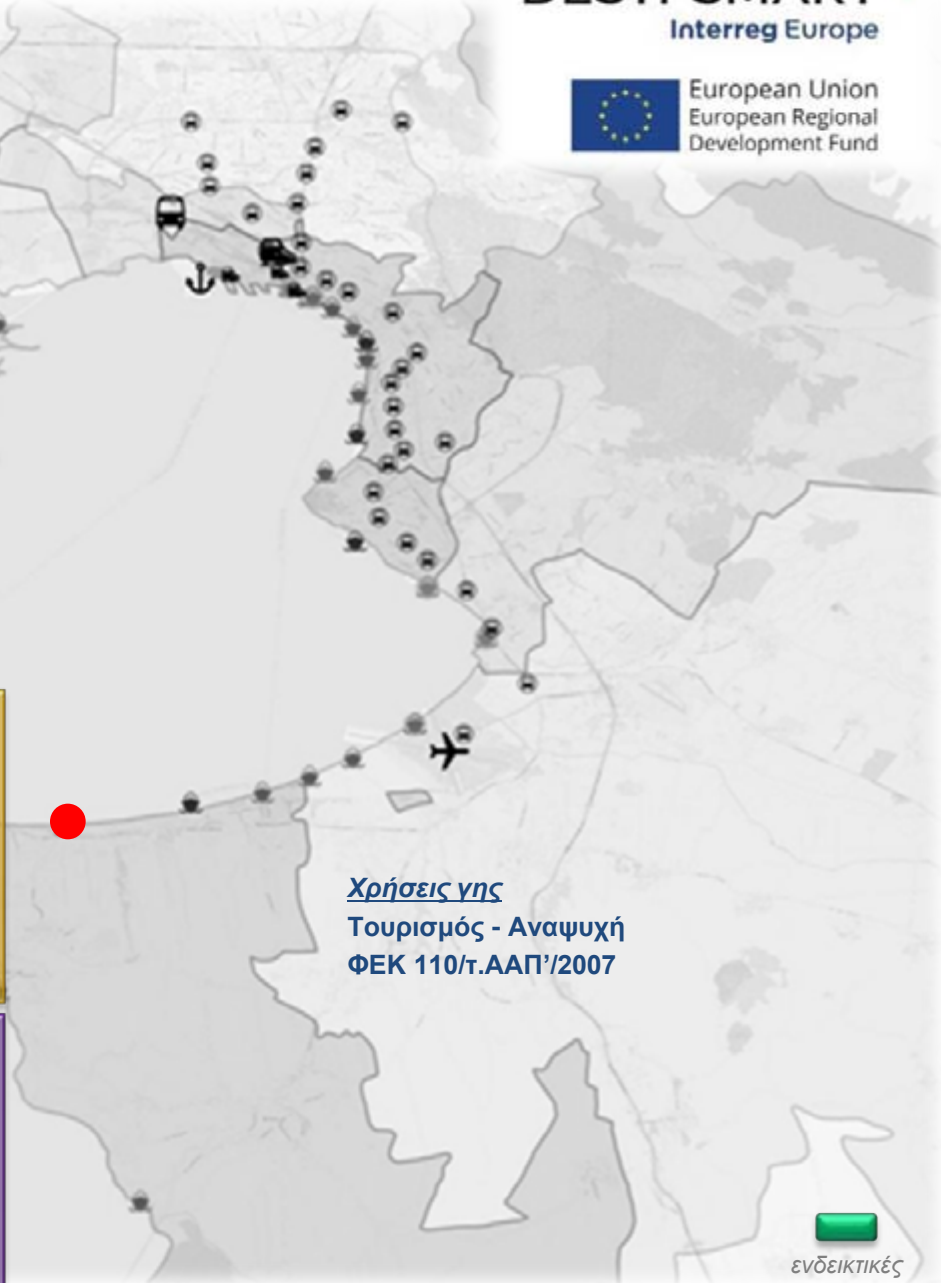 Interreg Europe
European Union
European Regional
Development Fund
Χρήσεις γης
Τουρισμός - Αναψυχή
ΦΕΚ 110/τ.ΑΑΠ’/2007
ενδεικτικές